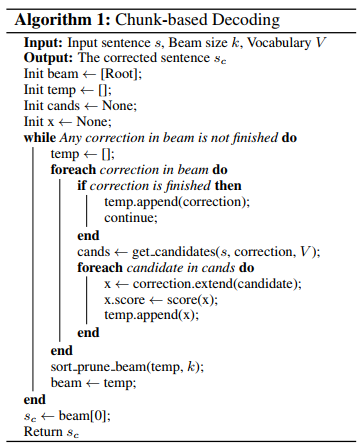 Algorithm 1: Chunk-based Decoding
Input: Input sentence s, Beam size k, Vocabulary V
Output: The corrected sentence s_c
Init beam ← [Root];
Init temp ← [];
Init cands ← None;
Init x ← None;
while Any correction in beam is not finished do
temp ← [];
foreach correction in beam do
if correction is finished then
temp.append(correction);
continue;
end
cands ← get_candidates(s, correction, V);
foreach candidate in cands do
x ← correction.extend(candidate);
x.score ← score(x);
temp.append(x);
end
end
sort_prune_beam(temp, k);
beam ← temp;
end
s_c ← beam[0];
Return s_c